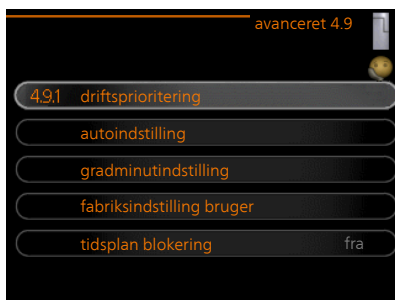 avanceret 4.9
4.9.1 driftsprioritering
autoindstilling
gradminutindstilling
fabriksindstilling bruger
tidsplan blokering fra